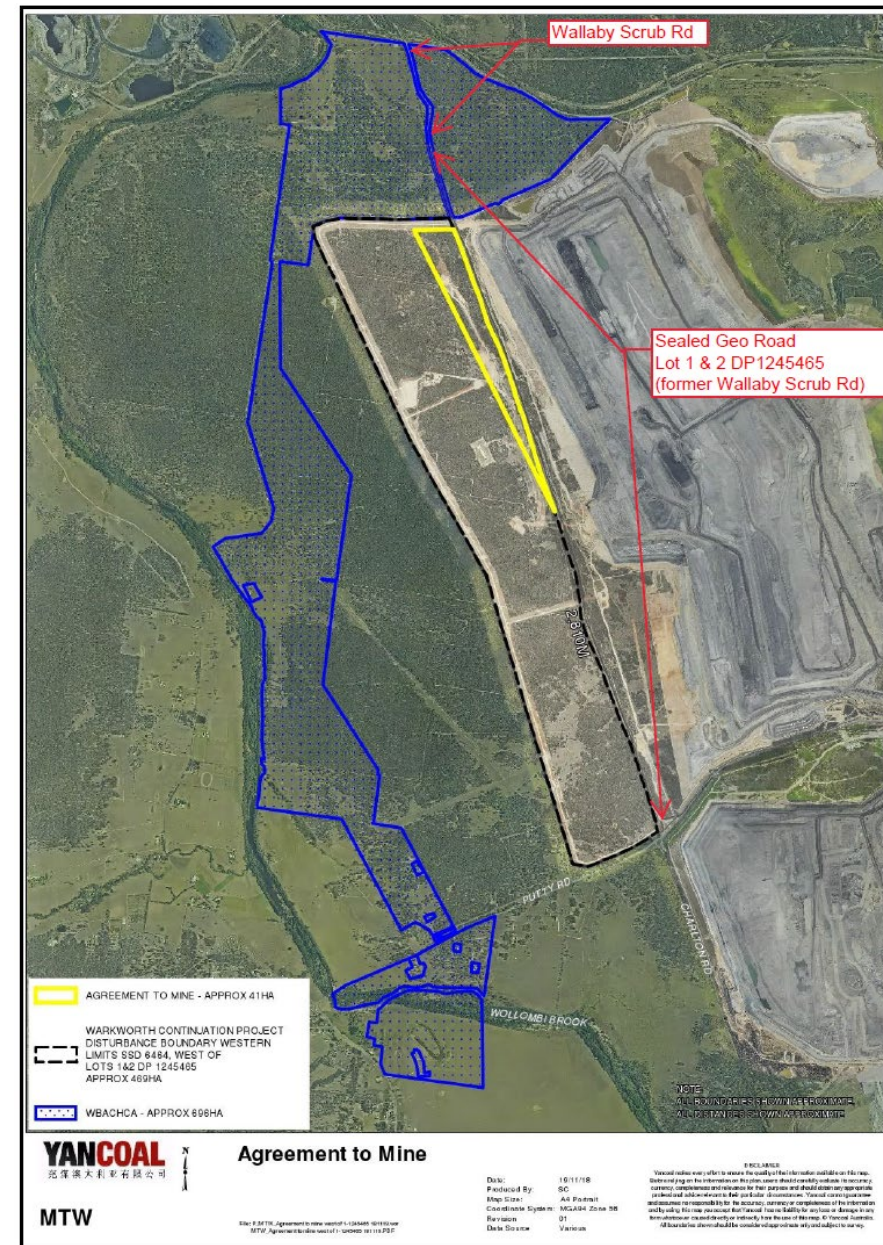 Wallaby Scrub Rd
Sealed Geo Road
Lot 1 & 2 DP1245465
(former Wallaby Scrub Rd)
2,810M
PUTTY RD
CHARLTON RD
WOLLOMBI BROOK
AGREEMENT TO MINE - APPROX 41HA
WARKWORTH CONTINUATION PROJECT
DISTURBANCE BOUNDARY WESTERN
LIMITS SSD 6464, WEST OF
LOTS 1&2 DP 1245465
APPROX 469HA
WBACHCA - APPROX 696HA
NOTE:
ALL BOUNDARIES SHOWN APPROXIMATE
ALL DISTANCES SHOWN APPROXIMATE
YANCOAL
兖煤澳大利亚有限公司
N
MTW
Agreement to Mine
Date: 19/11/18
Produced By: SC
Map Size: A4 Portrait
Coordinate System: MGA94 Zone 56
Revision 01
Data Source Various
DISCLAIMER